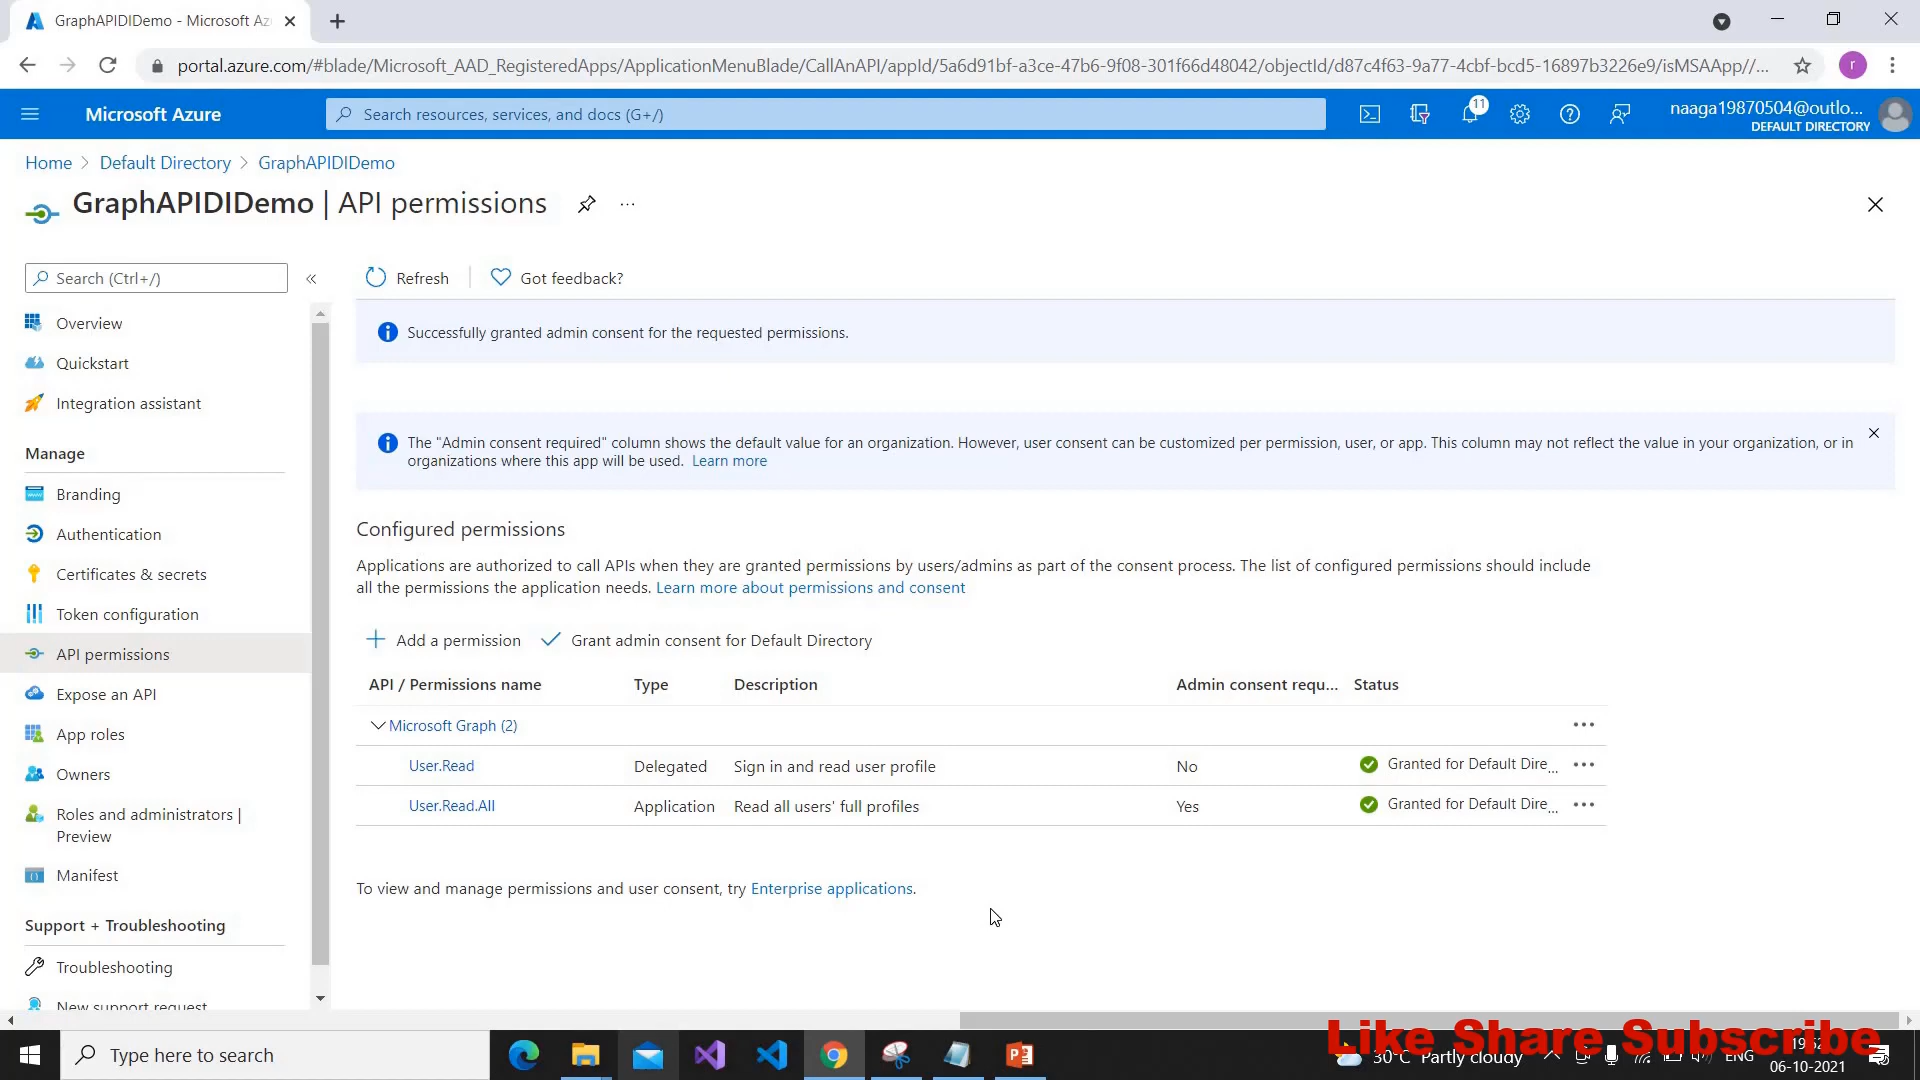 GraphAPIDIDemo - Microsoft Az
portal.azure.com/#blade/Microsoft_AAD_RegisteredApps/ApplicationMenuBlade/CallAnAPI/appId/5a6d91bf-a3ce-47b6-9f08-301f66d48042/objectId/d87c4f63-9a77-4cbf-bcd5-16897b3226e9/isMSAApp//...
r
Microsoft Azure
Search resources, services, and docs (G+/)
11
naaga19870504@outlo...
DEFAULT DIRECTORY
Home > Default Directory > GraphAPIDIDemo
GraphAPIDIDemo | API permissions
Search (Ctrl+/)
Overview
Quickstart
Integration assistant
Manage
Branding
Authentication
Certificates & secrets
Token configuration
API permissions
Expose an API
App roles
Owners
Roles and administrators |
Preview
Manifest
Support + Troubleshooting
Troubleshooting
New support request
Refresh
Got feedback?
Successfully granted admin consent for the requested permissions.
The "Admin consent required" column shows the default value for an organization. However, user consent can be customized per permission, user, or app. This column may not reflect the value in your organization, or in
organizations where this app will be used. Learn more
Configured permissions
Applications are authorized to call APIs when they are granted permissions by users/admins as part of the consent process. The list of configured permissions should include
all the permissions the application needs. Learn more about permissions and consent
Add a permission
Grant admin consent for Default Directory
API / Permissions name Type Description Admin consent requ... Status
Microsoft Graph (2)
User.Read Delegated Sign in and read user profile No Granted for Default Dire...
User.Read.All Application Read all users' full profiles Yes Granted for Default Dire...
To view and manage permissions and user consent, try Enterprise applications.
Like Share Subscribe
Type here to search
30°C Partly cloudy
ENG
06-10-2021